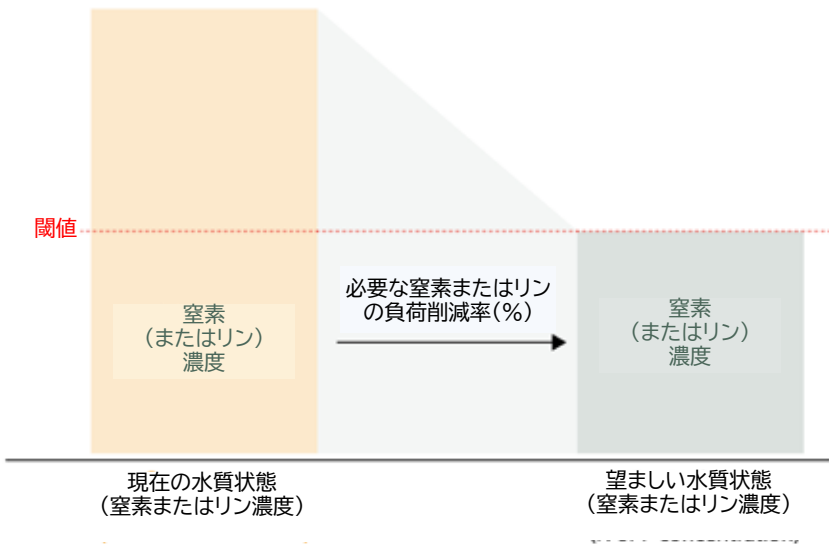 閾値
窒素
（またはリン）
濃度
必要な窒素またはリン
の負荷削減率(%)
窒素
（またはリン）
濃度
現在の水質状態
（窒素またはリン濃度）
望ましい水質状態
（窒素またはリン濃度）